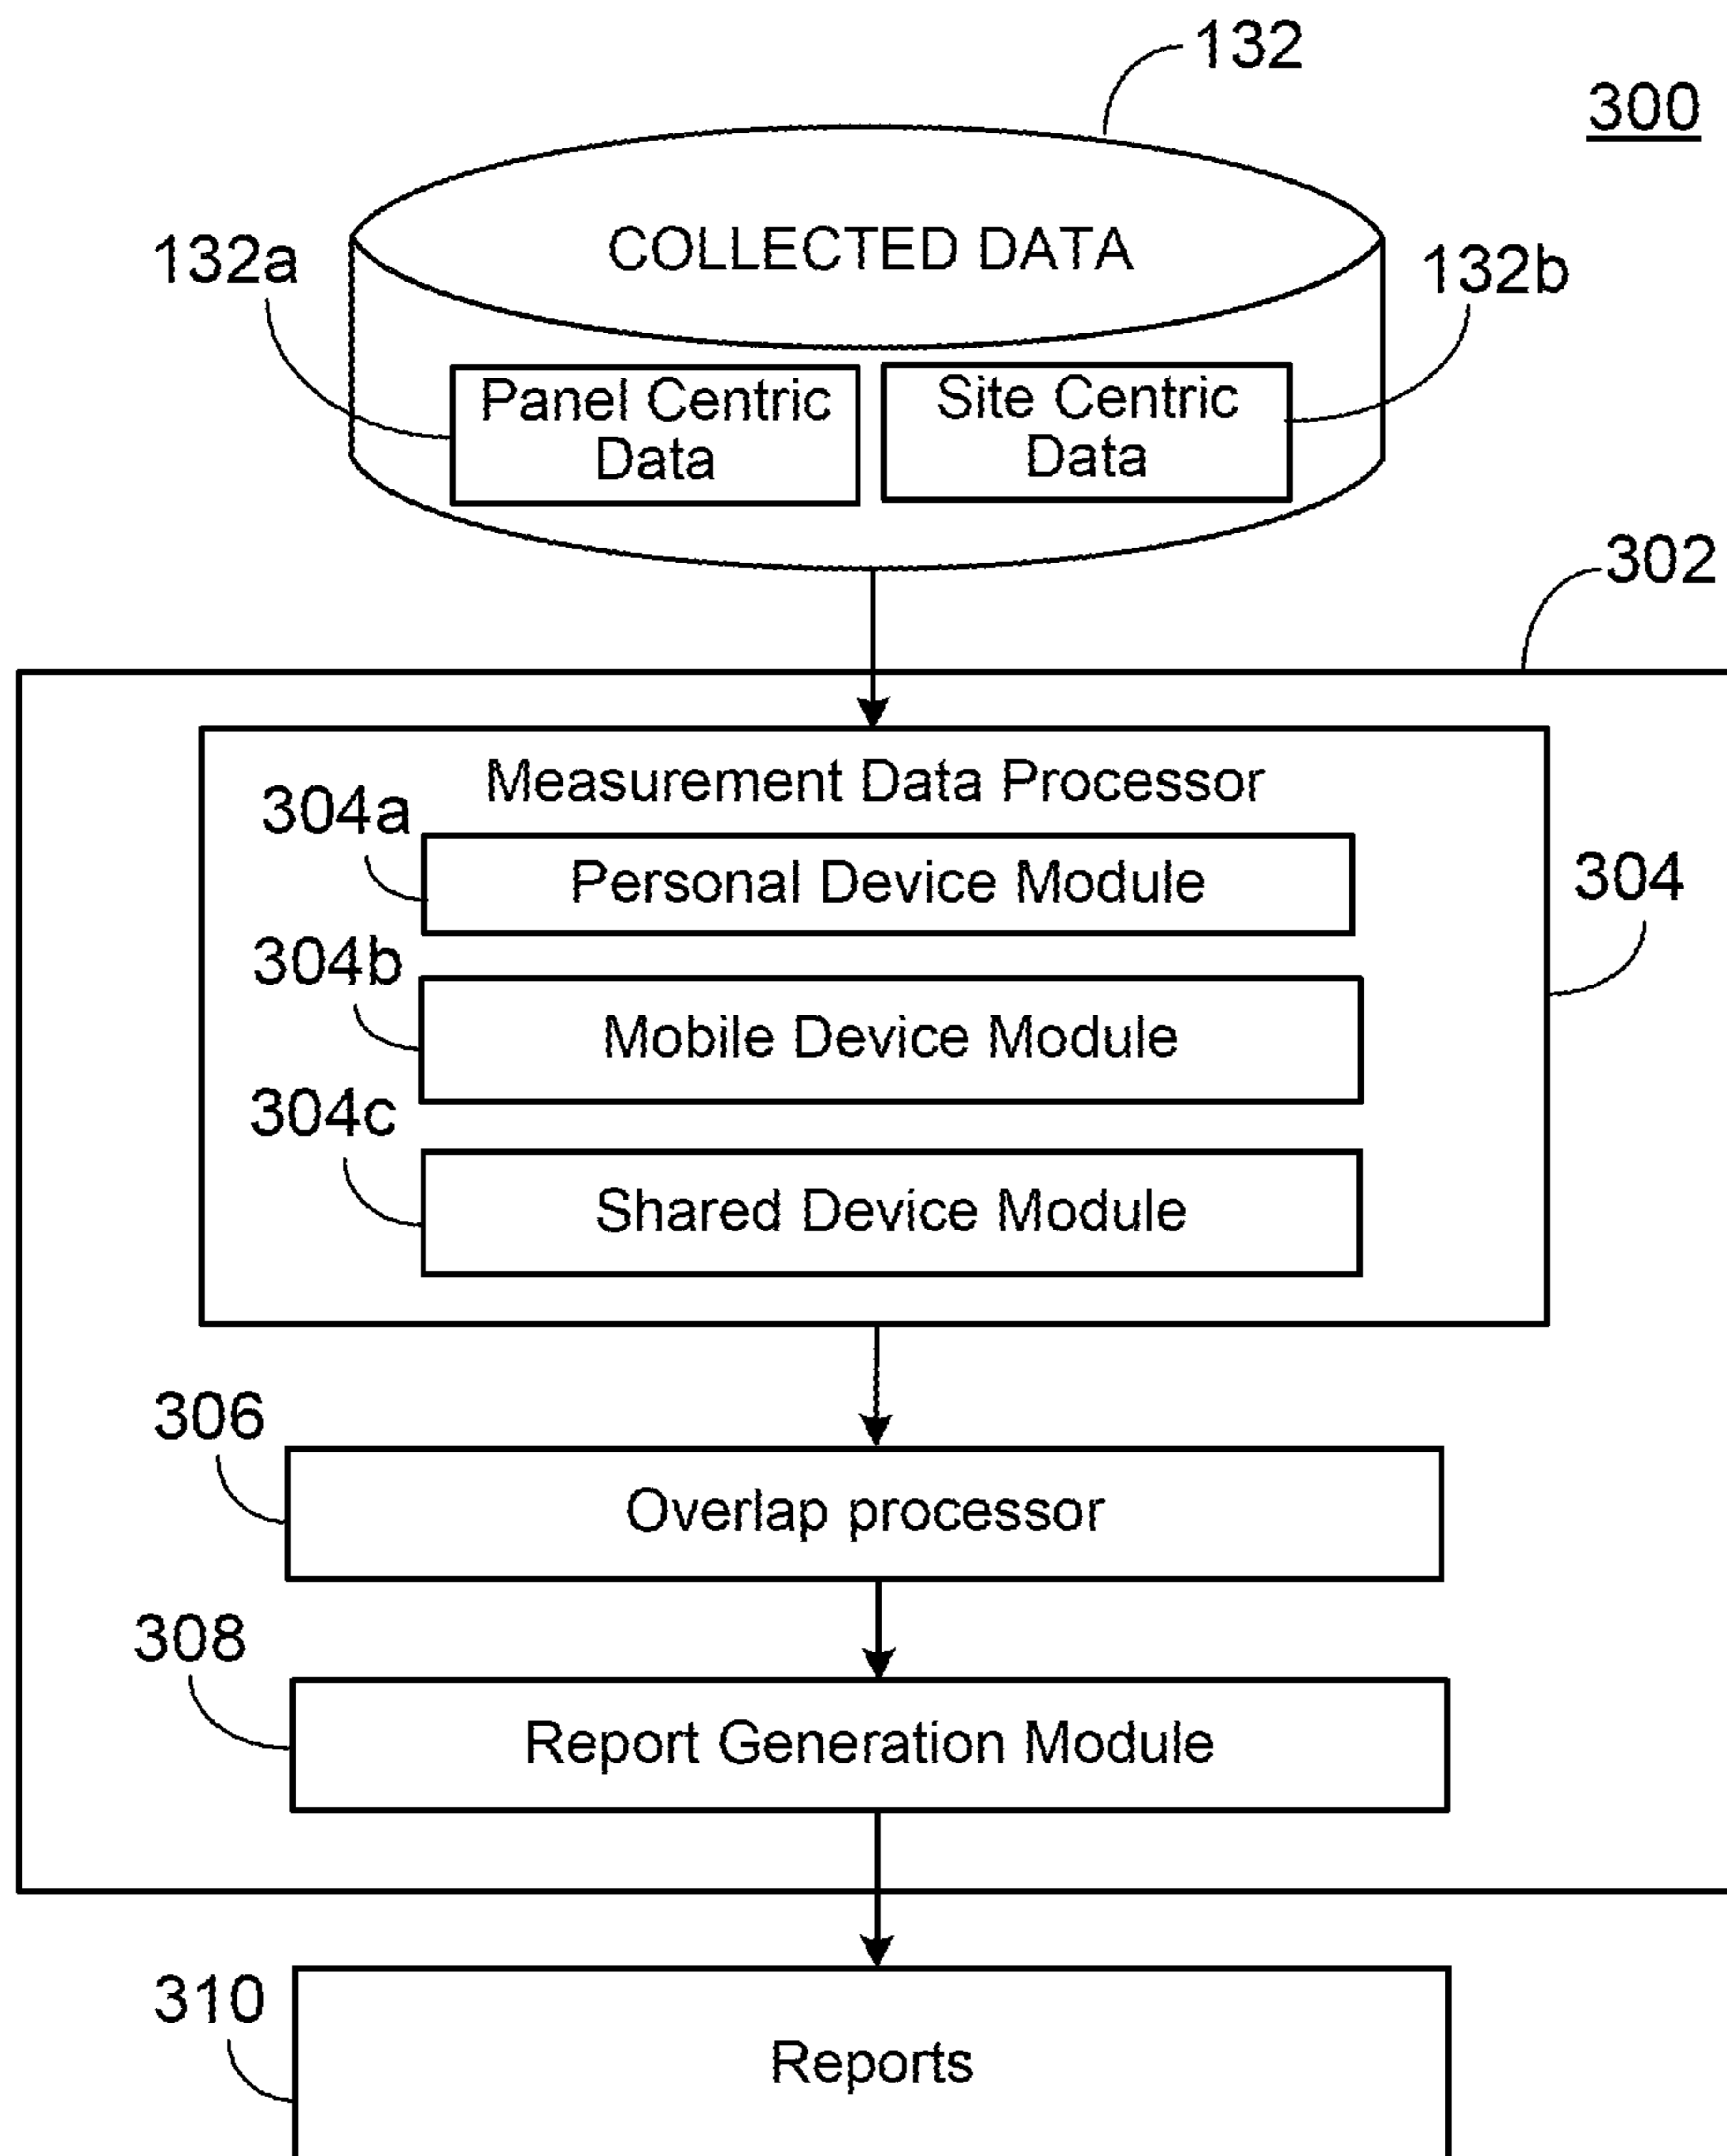 132
300
COLLECTED DATA
132a
132b
Panel Centric
Data
Site Centric
Data
302
Measurement Data Processor
304a
Personal Device Module
304
304b
Mobile Device Module
304c
Shared Device Module
306
Overlap processor
308
Report Generation Module
310
Reports